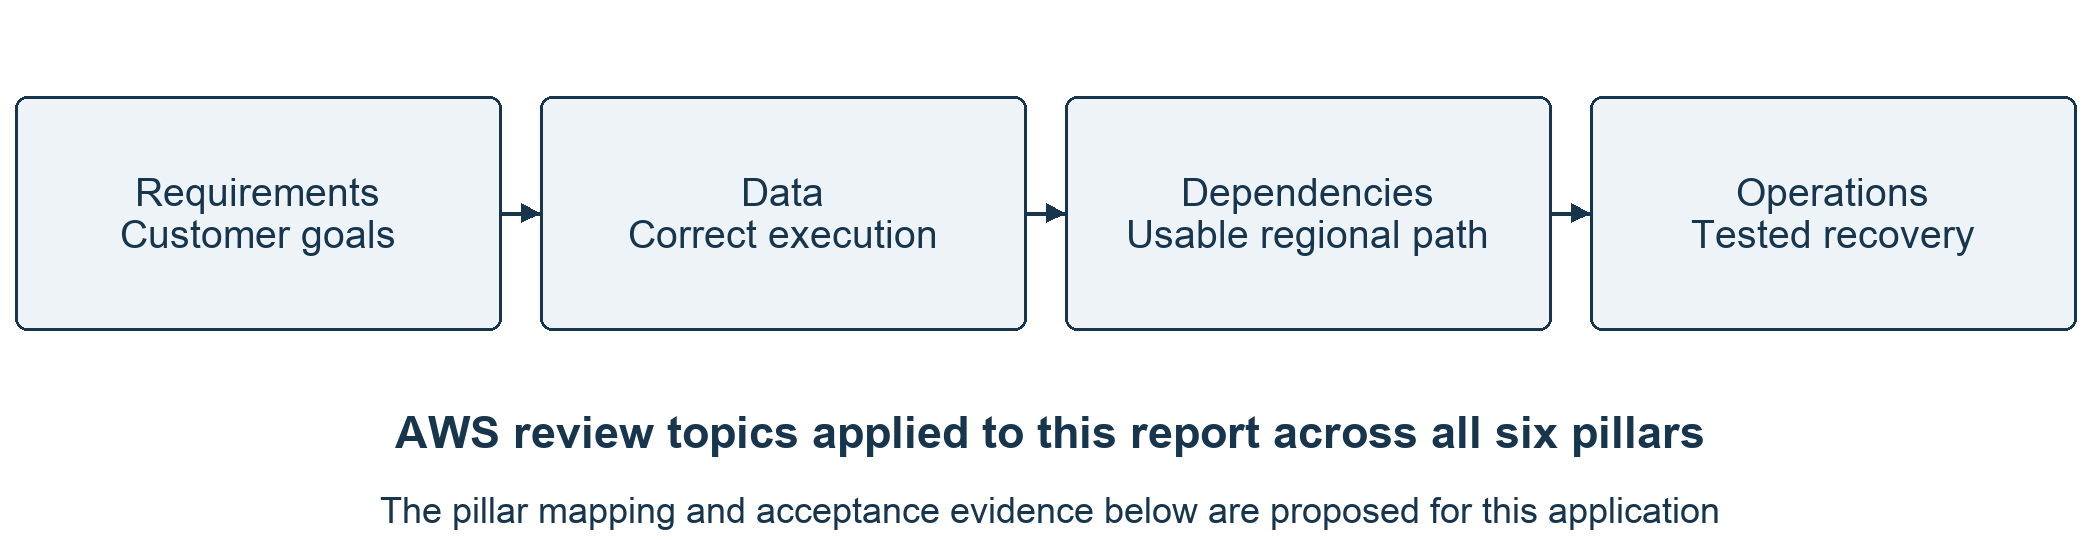 Requirements
Customer goals
Data
Correct execution
Dependencies
Usable regional path
Operations
Tested recovery
AWS review topics applied to this report across all six pillars
The pillar mapping and acceptance evidence below are proposed for this application